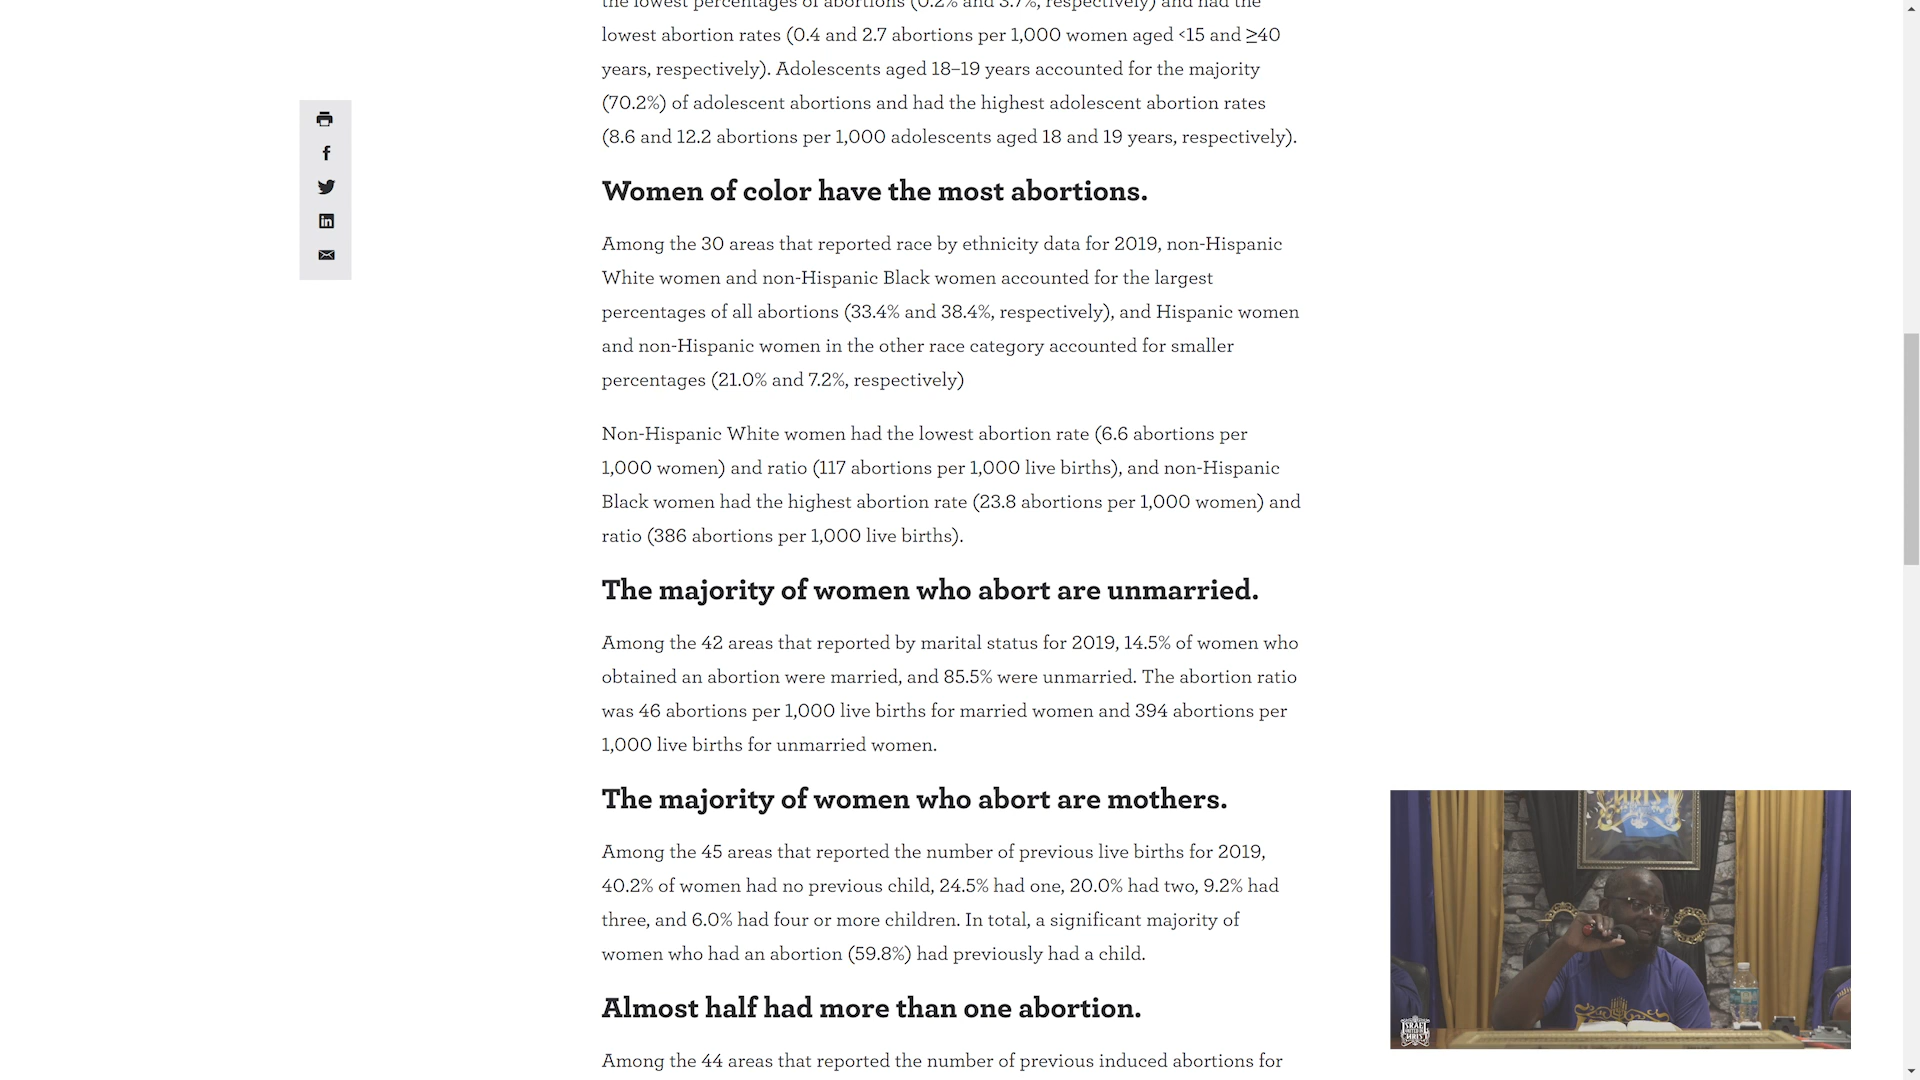 the lowest percentages of abortions (0.2% and 3.7%, respectively) and had the
lowest abortion rates (0.4 and 2.7 abortions per 1,000 women aged <15 and ≥40
years, respectively). Adolescents aged 18–19 years accounted for the majority
(70.2%) of adolescent abortions and had the highest adolescent abortion rates
(8.6 and 12.2 abortions per 1,000 adolescents aged 18 and 19 years, respectively).
Women of color have the most abortions.
Among the 30 areas that reported race by ethnicity data for 2019, non-Hispanic
White women and non-Hispanic Black women accounted for the largest
percentages of all abortions (33.4% and 38.4%, respectively), and Hispanic women
and non-Hispanic women in the other race category accounted for smaller
percentages (21.0% and 7.2%, respectively)
Non-Hispanic White women had the lowest abortion rate (6.6 abortions per
1,000 women) and ratio (117 abortions per 1,000 live births), and non-Hispanic
Black women had the highest abortion rate (23.8 abortions per 1,000 women) and
ratio (386 abortions per 1,000 live births).
The majority of women who abort are unmarried.
Among the 42 areas that reported by marital status for 2019, 14.5% of women who
obtained an abortion were married, and 85.5% were unmarried. The abortion ratio
was 46 abortions per 1,000 live births for married women and 394 abortions per
1,000 live births for unmarried women.
The majority of women who abort are mothers.
Among the 45 areas that reported the number of previous live births for 2019,
40.2% of women had no previous child, 24.5% had one, 20.0% had two, 9.2% had
three, and 6.0% had four or more children. In total, a significant majority of
women who had an abortion (59.8%) had previously had a child.
Almost half had more than one abortion.
Among the 44 areas that reported the number of previous induced abortions for
CHRIST
ISRAEL
UNITED IN
CHRIST